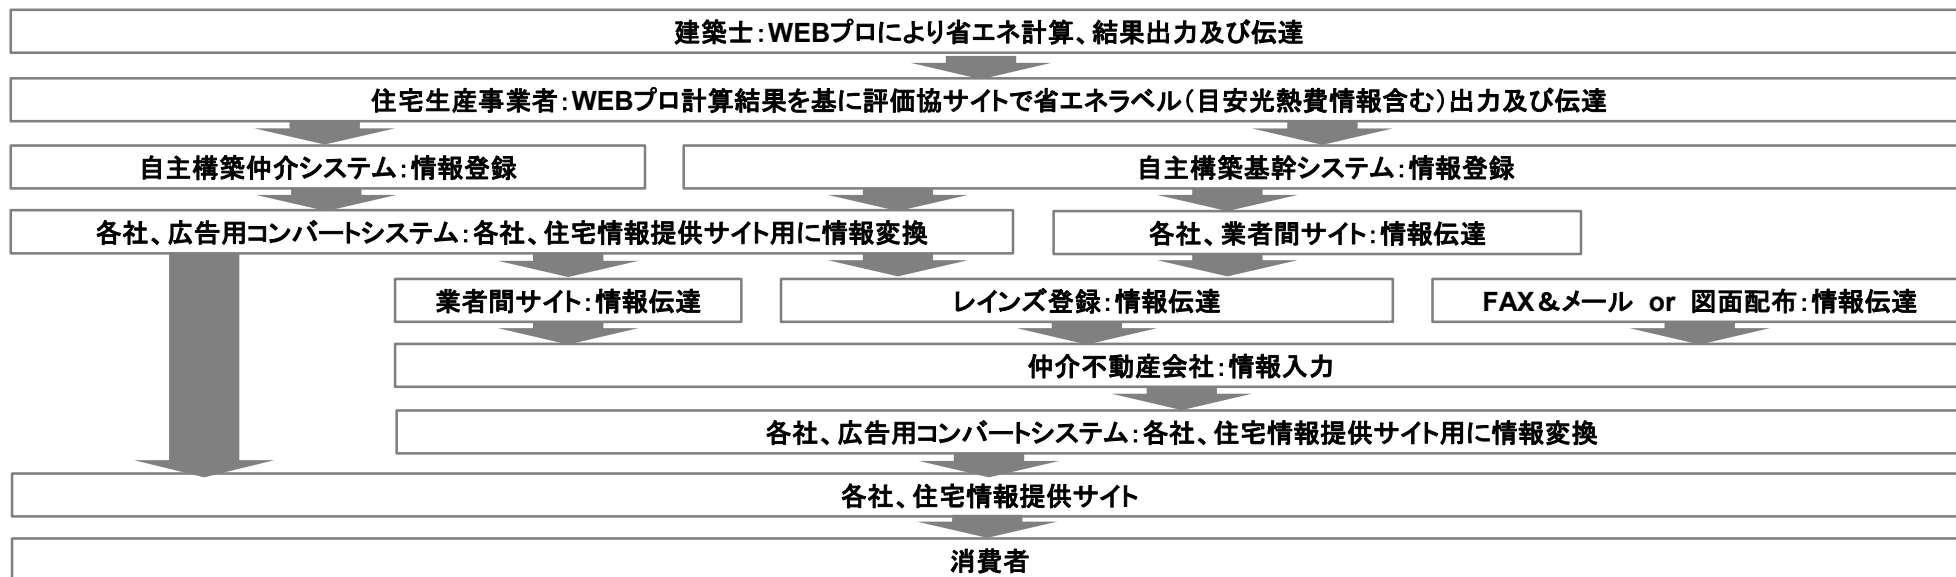 建築士：WEBプロにより省エネ計算、結果出力及び伝達
住宅生産事業者：WEBプロ計算結果を基に評価協サイトで省エネラベル（目安光熱費情報含む）出力及び伝達
自主構築仲介システム：情報登録
自主構築基幹システム：情報登録
各社、広告用コンバートシステム：各社、住宅情報提供サイト用に情報変換
各社、業者間サイト：情報伝達
業者間サイト：情報伝達
レインズ登録：情報伝達
FAX＆メール or 図面配布：情報伝達
仲介不動産会社：情報入力
各社、広告用コンバートシステム：各社、住宅情報提供サイト用に情報変換
各社、住宅情報提供サイト
消費者